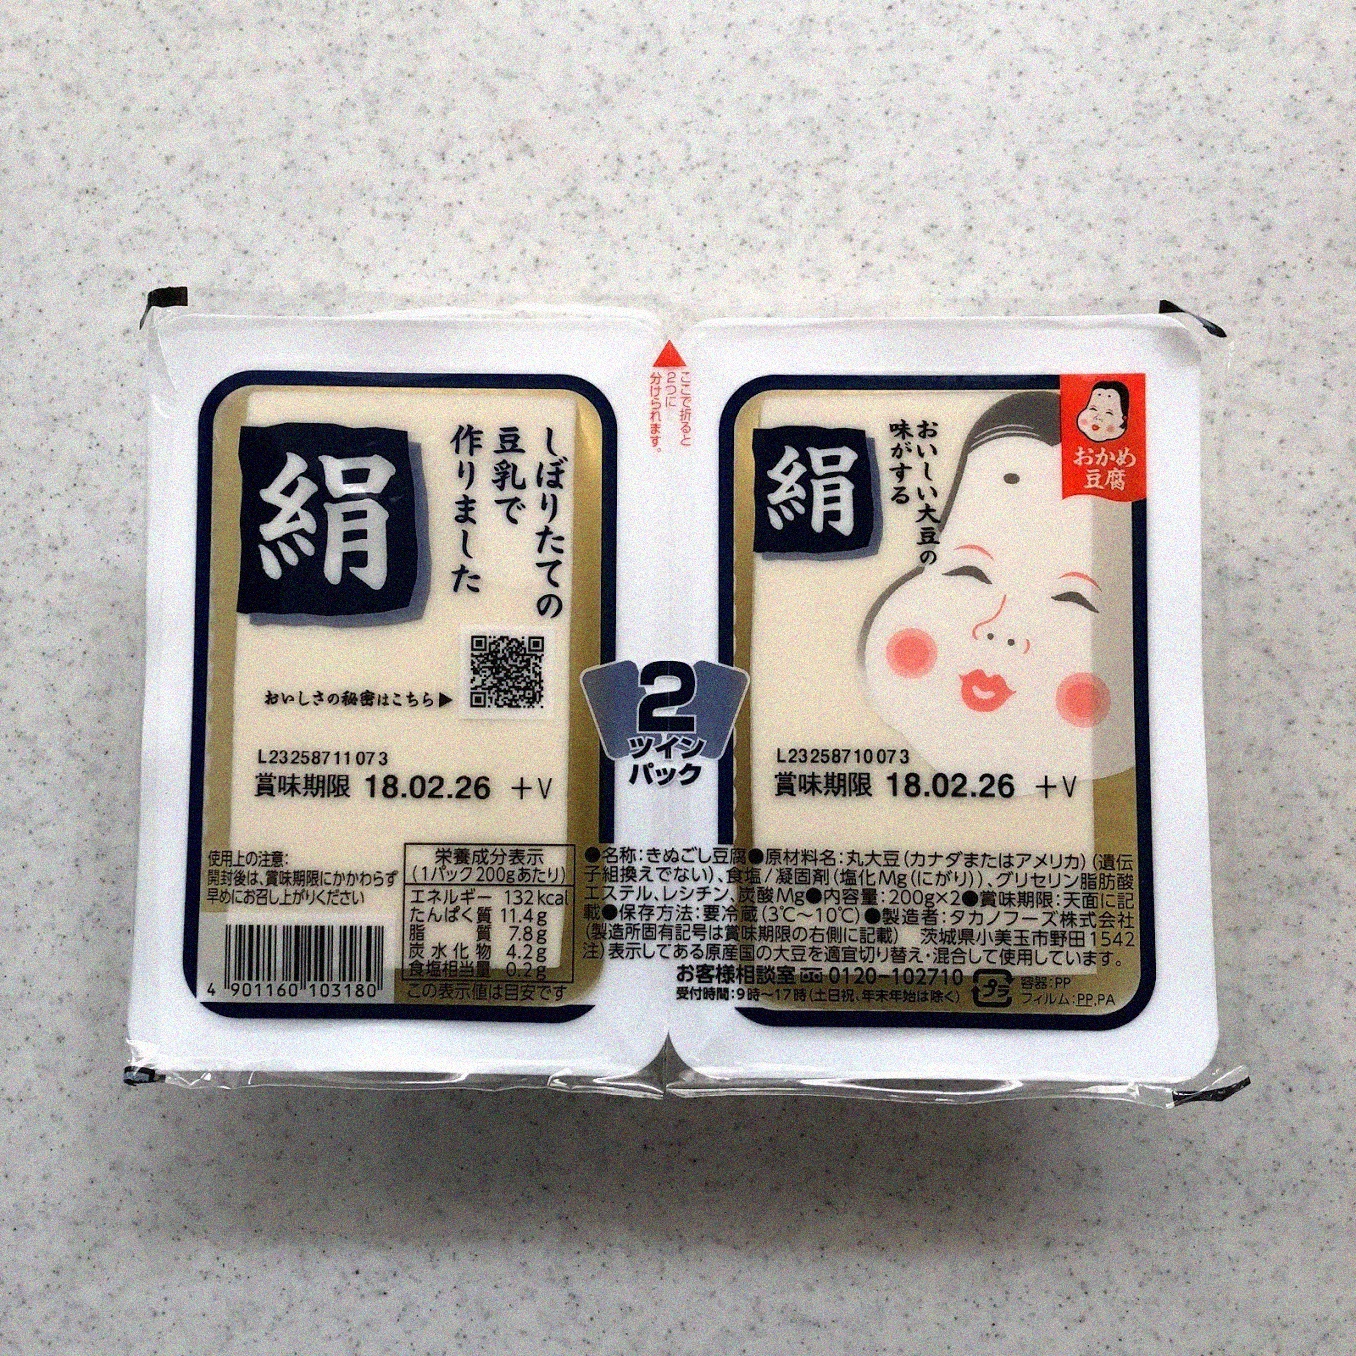 ここで折ると
2つに
分けられます。
絹
しぼりたての
豆乳で
作りました
おいしさの秘密はこちら▶
L23258711073
賞味期限 18.02.26 +V
使用上の注意:
開封後は、賞味期限にかかわらず
早めにお召し上がりください
4 901160 103180
栄養成分表示
(1パック200gあたり)
エネルギー 132kcal
たんぱく質 11.4g
脂質 7.8g
炭水化物 4.2g
食塩相当量 0.2g
この表示値は目安です
2
ツイン
パック
絹
おいしい大豆の
味がする
おかめ
豆腐
L23258710073
賞味期限 18.02.26 +V
●名称:きぬごし豆腐●原材料名:丸大豆(カナダまたはアメリカ)(遺伝
子組換えでない)、食塩/凝固剤(塩化Mg(にがり))、グリセリン脂肪酸
エステル、レシチン、炭酸Mg●内容量:200g×2●賞味期限:天面に記
載●保存方法:要冷蔵(3℃~10℃)●製造者:タカノフーズ株式会社
(製造所固有記号は賞味期限の右側に記載) 茨城県小美玉市野田1542
注)表示してある原産国の大豆を適宜切り替え・混合して使用しています。
お客様相談室 0120-102710
受付時間:9時~17時(土日祝、年末年始は除く)
プラ
容器:PP
フィルム:PP,PA